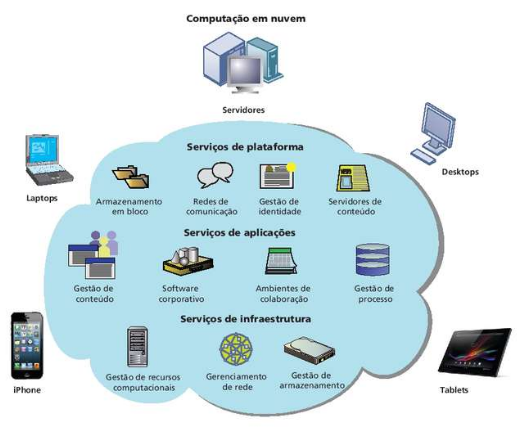 Computação em nuvem
Servidores
Laptops
Desktops
Serviços de plataforma
Armazenamento
em bloco
Redes de
comunicação
Gestão de
identidade
Servidores de
conteúdo
Serviços de aplicações
Gestão de
conteúdo
Software
corporativo
Ambientes de
colaboração
Gestão de
processo
Serviços de infraestrutura
Gestão de recursos
computacionais
Gerenciamento
de rede
Gestão de
armazenamento
iPhone
Tablets